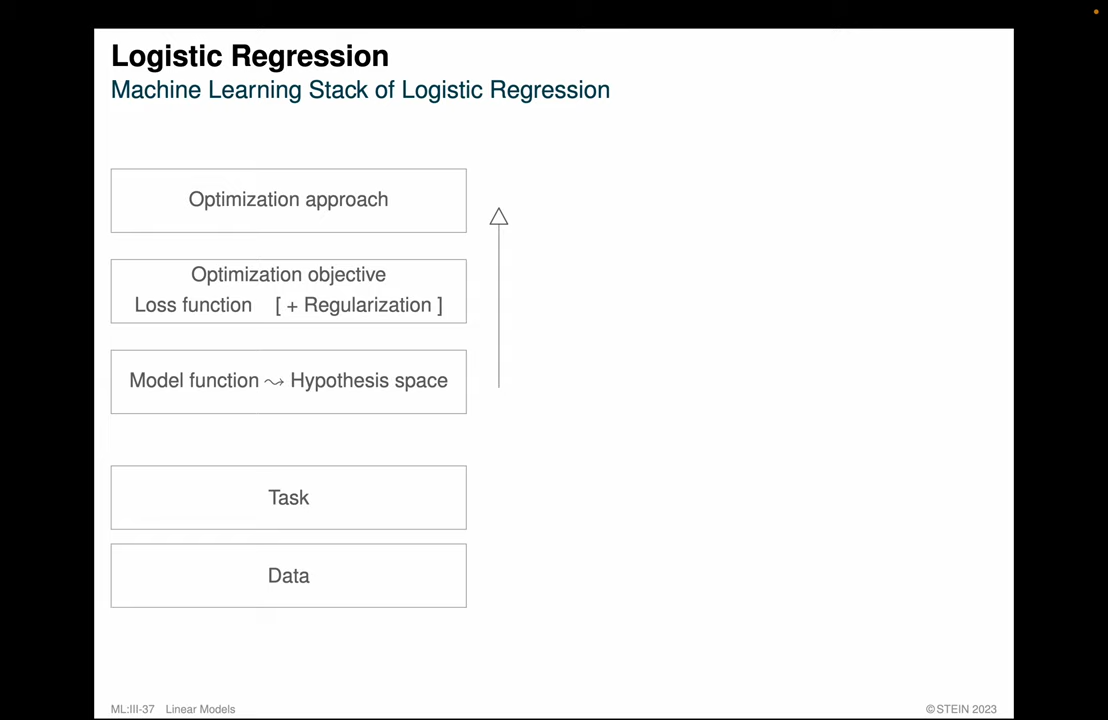 Logistic Regression
Machine Learning Stack of Logistic Regression
Optimization approach
Optimization objective
Loss function [ + Regularization ]
Model function ⤳ Hypothesis space
Task
Data
ML:III-37 Linear Models
© STEIN 2023